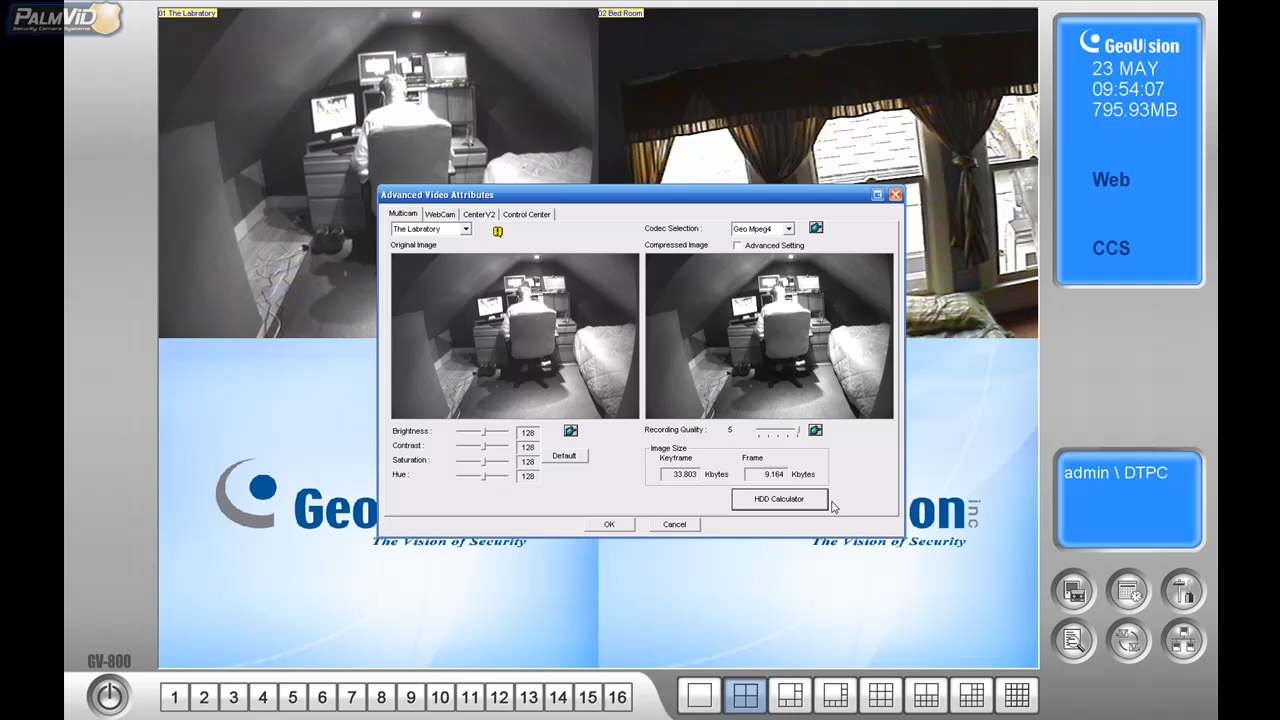 PALMVID
Security Camera Systems
01 The Labratory
02 Bed Room
GeoVision
23 MAY
09:54:07
795.93MB
Web
CCS
Advanced Video Attributes
Multicam WebCam CenterV2 Control Center
The Labratory
Codec Selection : Geo Mpeg4
Original Image
Compressed Image Advanced Setting
Brightness : 128
Contrast : 128
Saturation : 128
Hue : 128
Default
Recording Quality : 5
Image Size
Keyframe Frame
33.803 Kbytes 9.164 Kbytes
HDD Calculator
OK Cancel
Geo
on inc
The Vision of Security
The Vision of Security
admin \ DTPC
GV-800
1 2 3 4 5 6 7 8 9 10 11 12 13 14 15 16